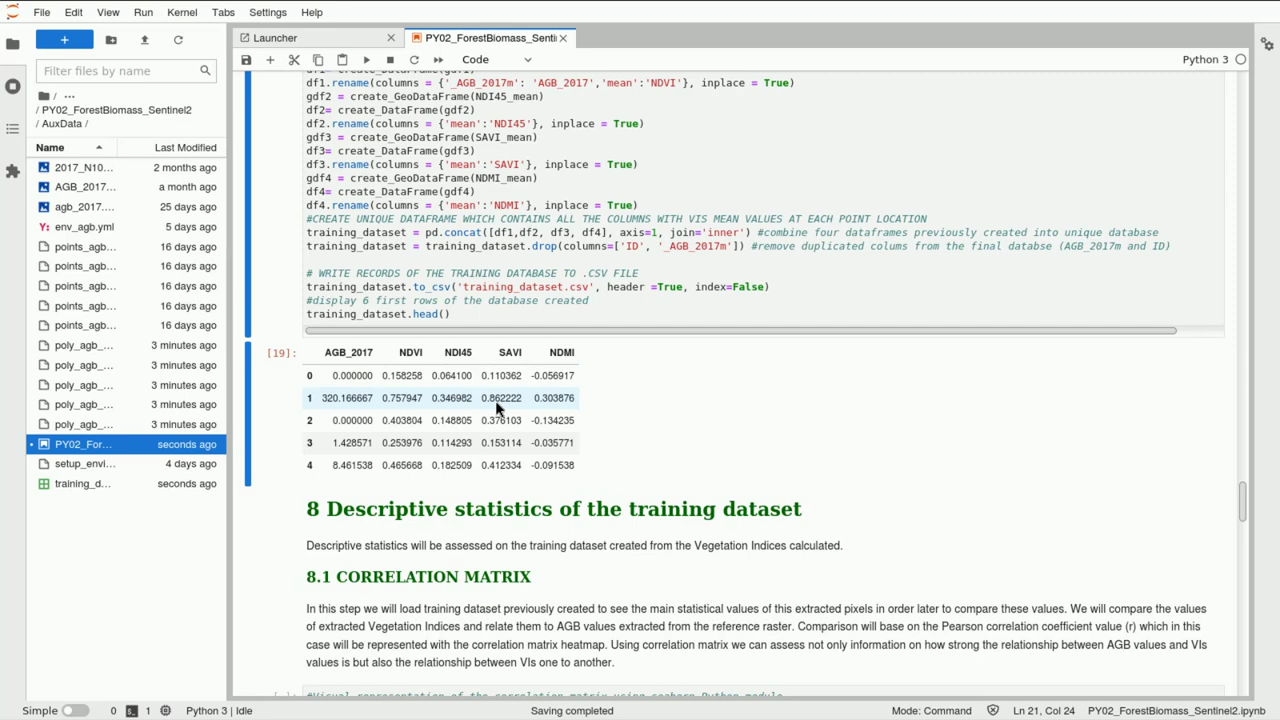 File Edit View Run Kernel Tabs Settings Help
Launcher
PY02_ForestBiomass_Senti
Code
Python 3
Filter files by name
/ ...
/ PY02_ForestBiomass_Sentinel2
/ AuxData /
Name Last Modified
2017_N10... 2 months ago
AGB_2017... a month ago
agb_2017.... 25 days ago
env_agb.yml 5 days ago
points_agb... 16 days ago
points_agb... 16 days ago
points_agb... 16 days ago
points_agb... 16 days ago
points_agb... 16 days ago
poly_agb_... 3 minutes ago
poly_agb_... 3 minutes ago
poly_agb_... 3 minutes ago
poly_agb_... 3 minutes ago
poly_agb_... 3 minutes ago
PY02_For... seconds ago
setup_envi... 4 days ago
training_d... seconds ago
df1.rename(columns = {'_AGB_2017m': 'AGB_2017','mean':'NDVI'}, inplace = True)
gdf2 = create_GeoDataFrame(NDI45_mean)
df2= create_DataFrame(gdf2)
df2.rename(columns = {'mean':'NDI45'}, inplace = True)
gdf3 = create_GeoDataFrame(SAVI_mean)
df3= create_DataFrame(gdf3)
df3.rename(columns = {'mean':'SAVI'}, inplace = True)
gdf4 = create_GeoDataFrame(NDMI_mean)
df4= create_DataFrame(gdf4)
df4.rename(columns = {'mean':'NDMI'}, inplace = True)
#CREATE UNIQUE DATAFRAME WHICH CONTAINS ALL THE COLUMNS WITH VIS MEAN VALUES AT EACH POINT LOCATION
training_dataset = pd.concat([df1,df2, df3, df4], axis=1, join='inner') #combine four dataframes previously created into unique database
training_dataset = training_dataset.drop(columns=['ID', '_AGB_2017m']) #remove duplicated colums from the final databse (AGB_2017m and ID)
# WRITE RECORDS OF THE TRAINING DATABASE TO .CSV FILE
training_dataset.to_csv('training_dataset.csv', header =True, index=False)
#display 6 first rows of the database created
training_dataset.head()
[19]:
AGB_2017 NDVI NDI45 SAVI NDMI
0 0.000000 0.158258 0.064100 0.110362 -0.056917
1 320.166667 0.757947 0.346982 0.862222 0.303876
2 0.000000 0.403804 0.148805 0.376103 -0.134235
3 1.428571 0.253976 0.114293 0.153114 -0.035771
4 8.461538 0.465668 0.182509 0.412334 -0.091538
8 Descriptive statistics of the training dataset
Descriptive statistics will be assessed on the training dataset created from the Vegetation Indices calculated.
8.1 CORRELATION MATRIX
In this step we will load training dataset previously created to see the main statistical values of this extracted pixels in order later to compare these values. We will compare the values
of extracted Vegetation Indices and relate them to AGB values extracted from the reference raster. Comparison will base on the Pearson correlation coefficient value (r) which in this
case will be represented with the correlation matrix heatmap. Using correlation matrix we can assess not only information on how strong the relationship between AGB values and VIs
values is but also the relationship between VIs one to another.
Simple 0 1 Python 3 | Idle Saving completed Mode: Command Ln 21, Col 24 PY02_ForestBiomass_Sentinel2.ipynb